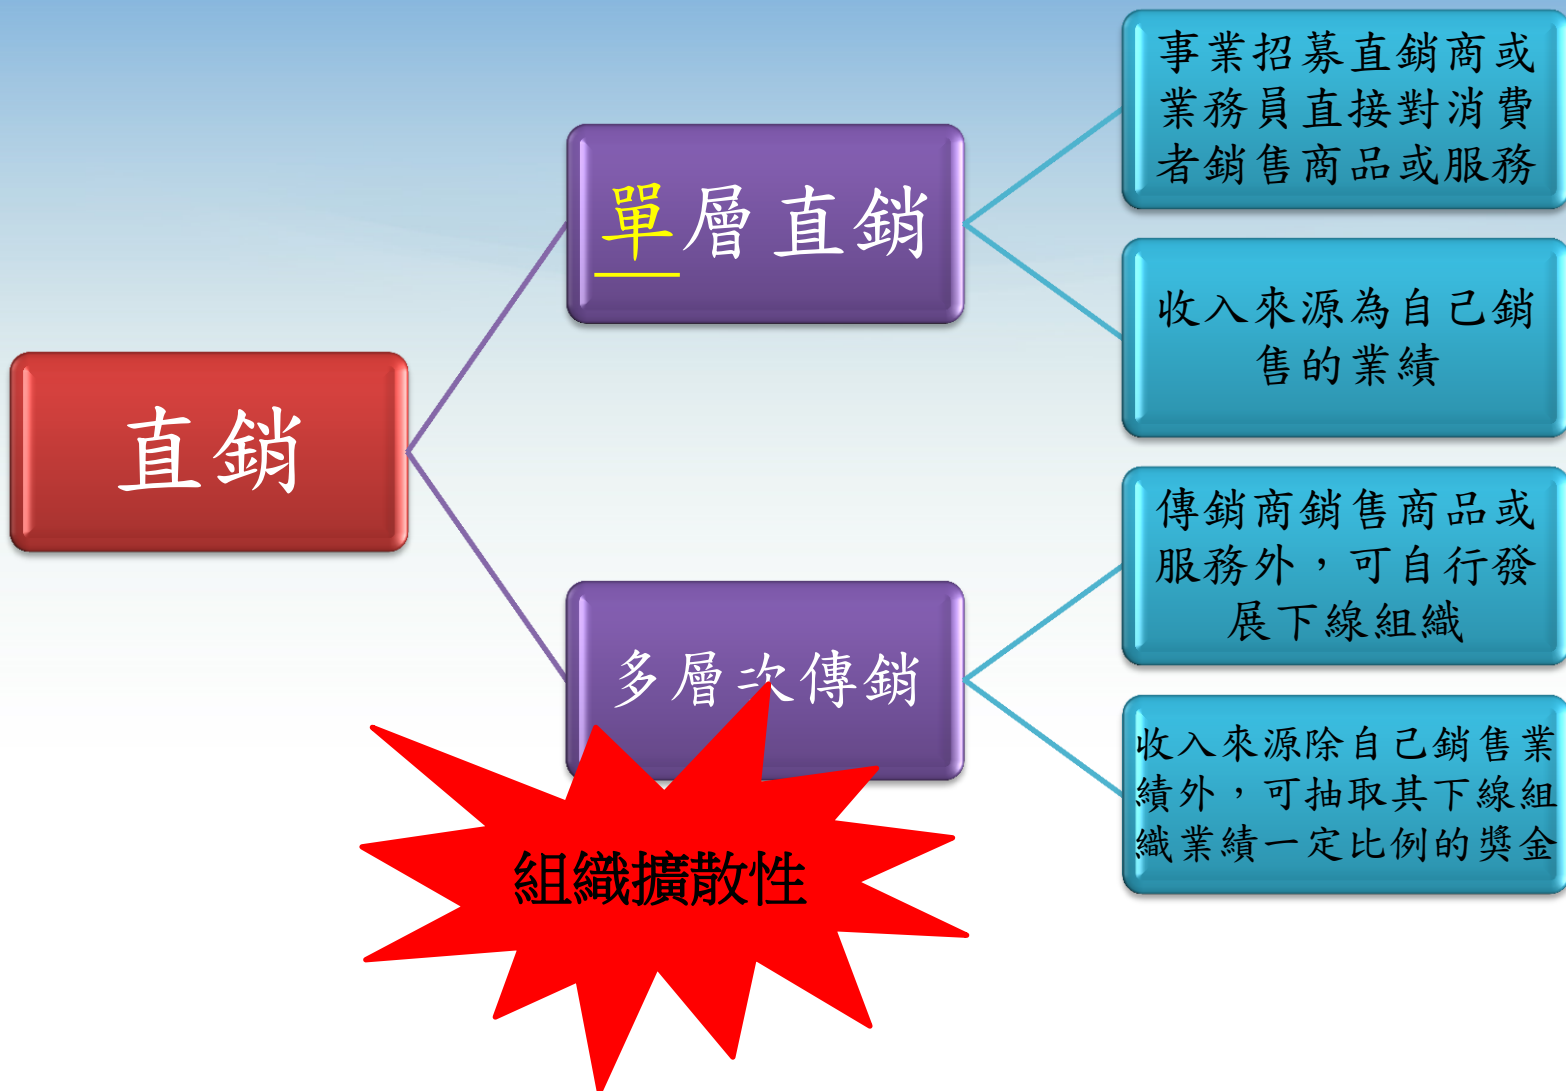 直銷
單層直銷
事業招募直銷商或
業務員直接對消費
者銷售商品或服務
收入來源為自己銷
售的業績
多層次傳銷
傳銷商銷售商品或
服務外，可自行發
展下線組織
收入來源除自己銷售業
績外，可抽取其下線組
織業績一定比例的獎金
組織擴散性